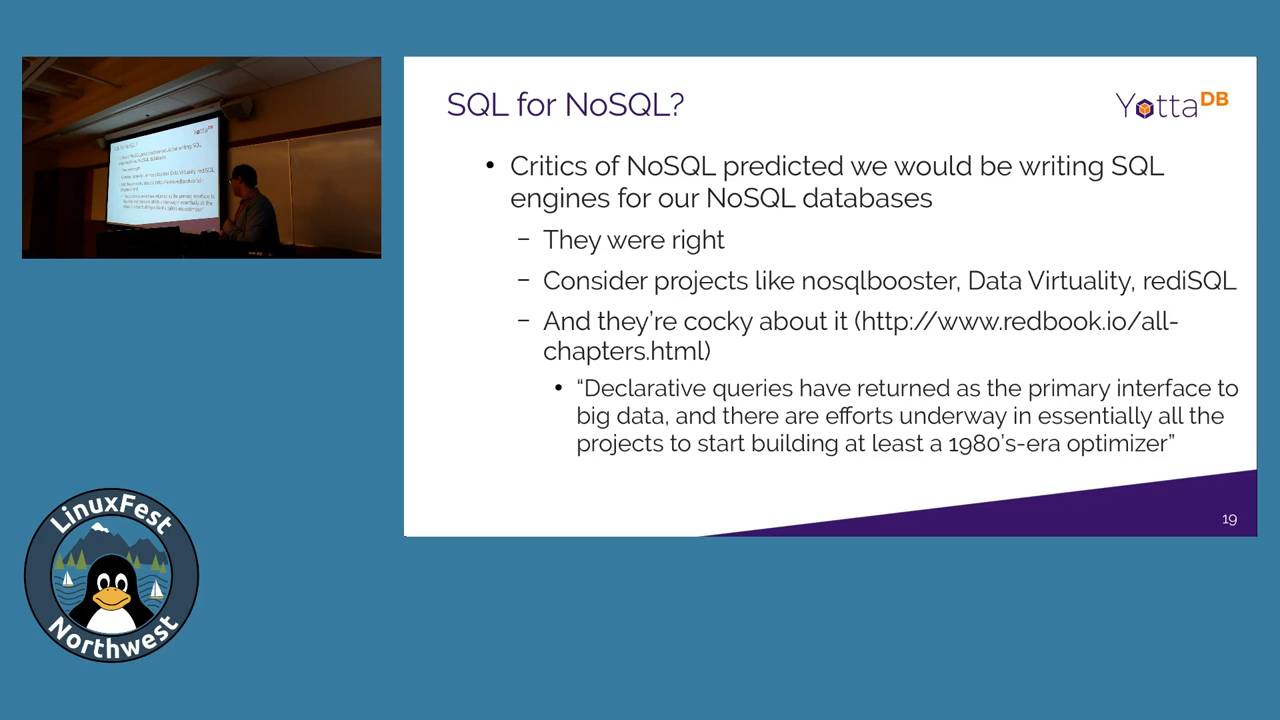 SQL for NoSQL?
YottaDB
• Critics of NoSQL predicted we would be writing SQL
engines for our NoSQL databases
– They were right
– Consider projects like nosqlbooster, Data Virtuality, rediSQL
– And they’re cocky about it (http://www.redbook.io/all-
chapters.html)
• “Declarative queries have returned as the primary interface to
big data, and there are efforts underway in essentially all the
projects to start building at least a 1980’s-era optimizer”
19
LinuxFest
Northwest